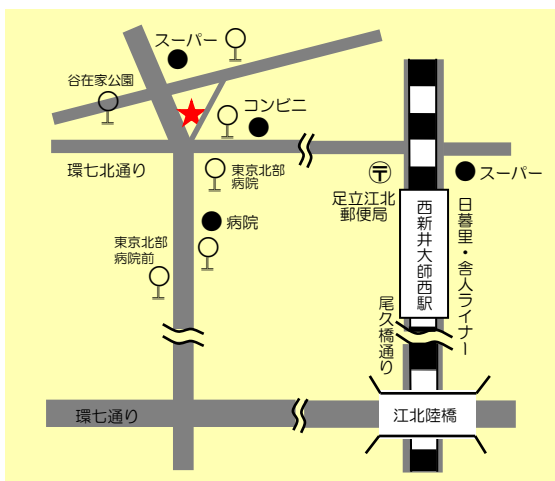 スーパー
谷在家公園
コンビニ
環七北通り
東京北部
病院
〒
足立江北
郵便局
スーパー
病院
西新井大師西駅
日暮里・舎人ライナー
東京北部
病院前
尾久橋通り
環七通り
江北陸橋